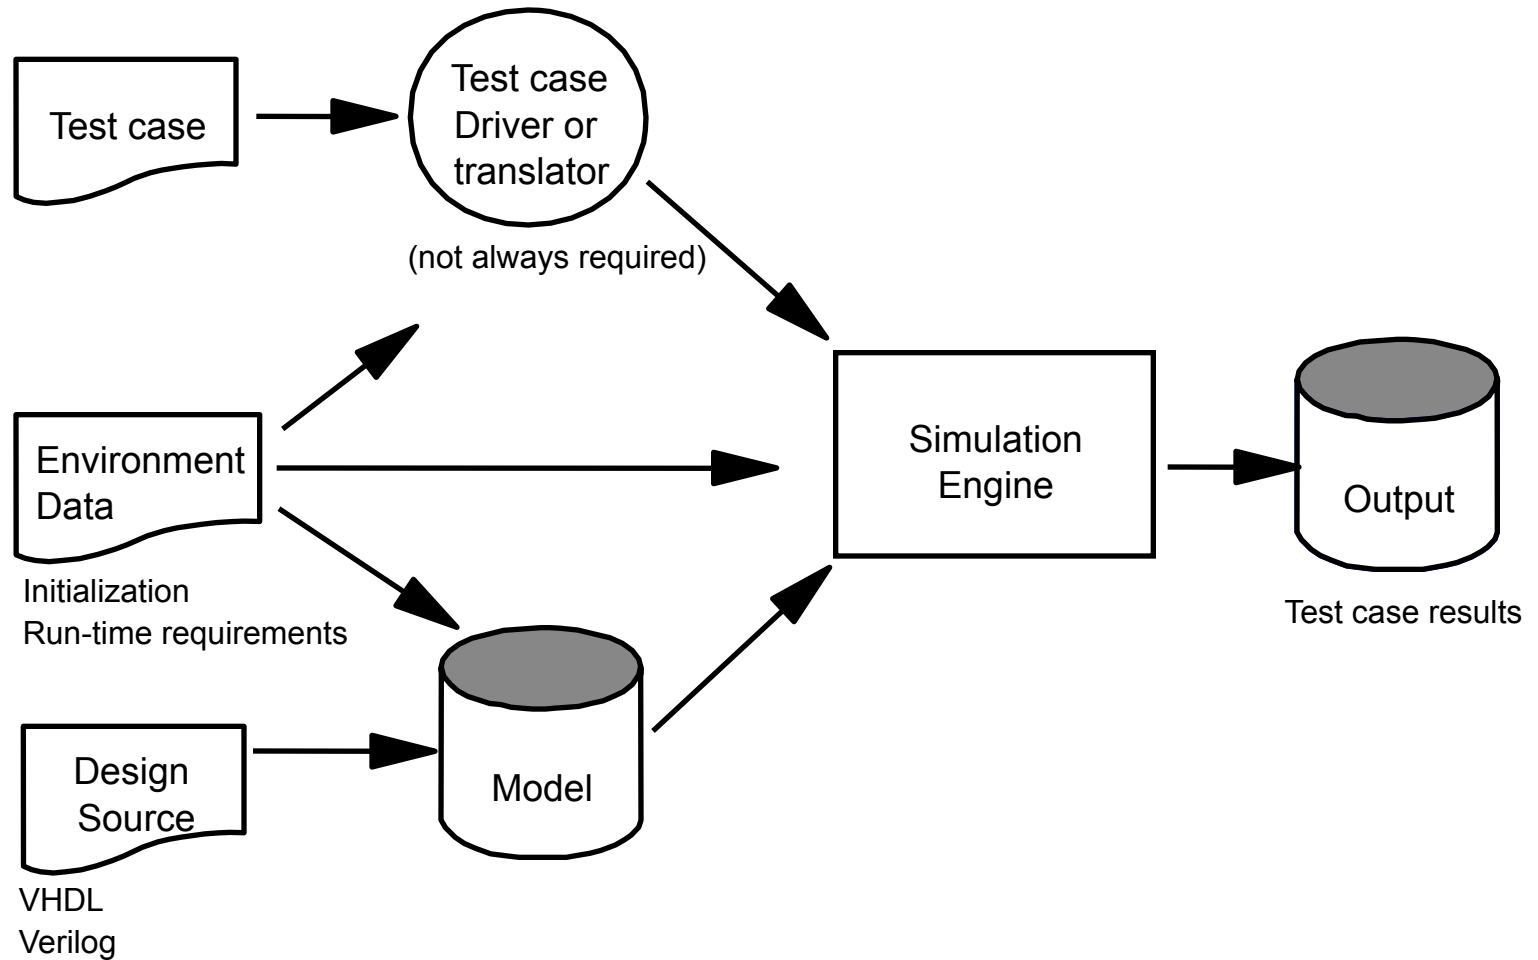 Test case
Test case
Driver or
translator
(not always required)
Environment
Data
Initialization
Run-time requirements
Simulation
Engine
Output
Test case results
Design
Source
VHDL
Verilog
Model